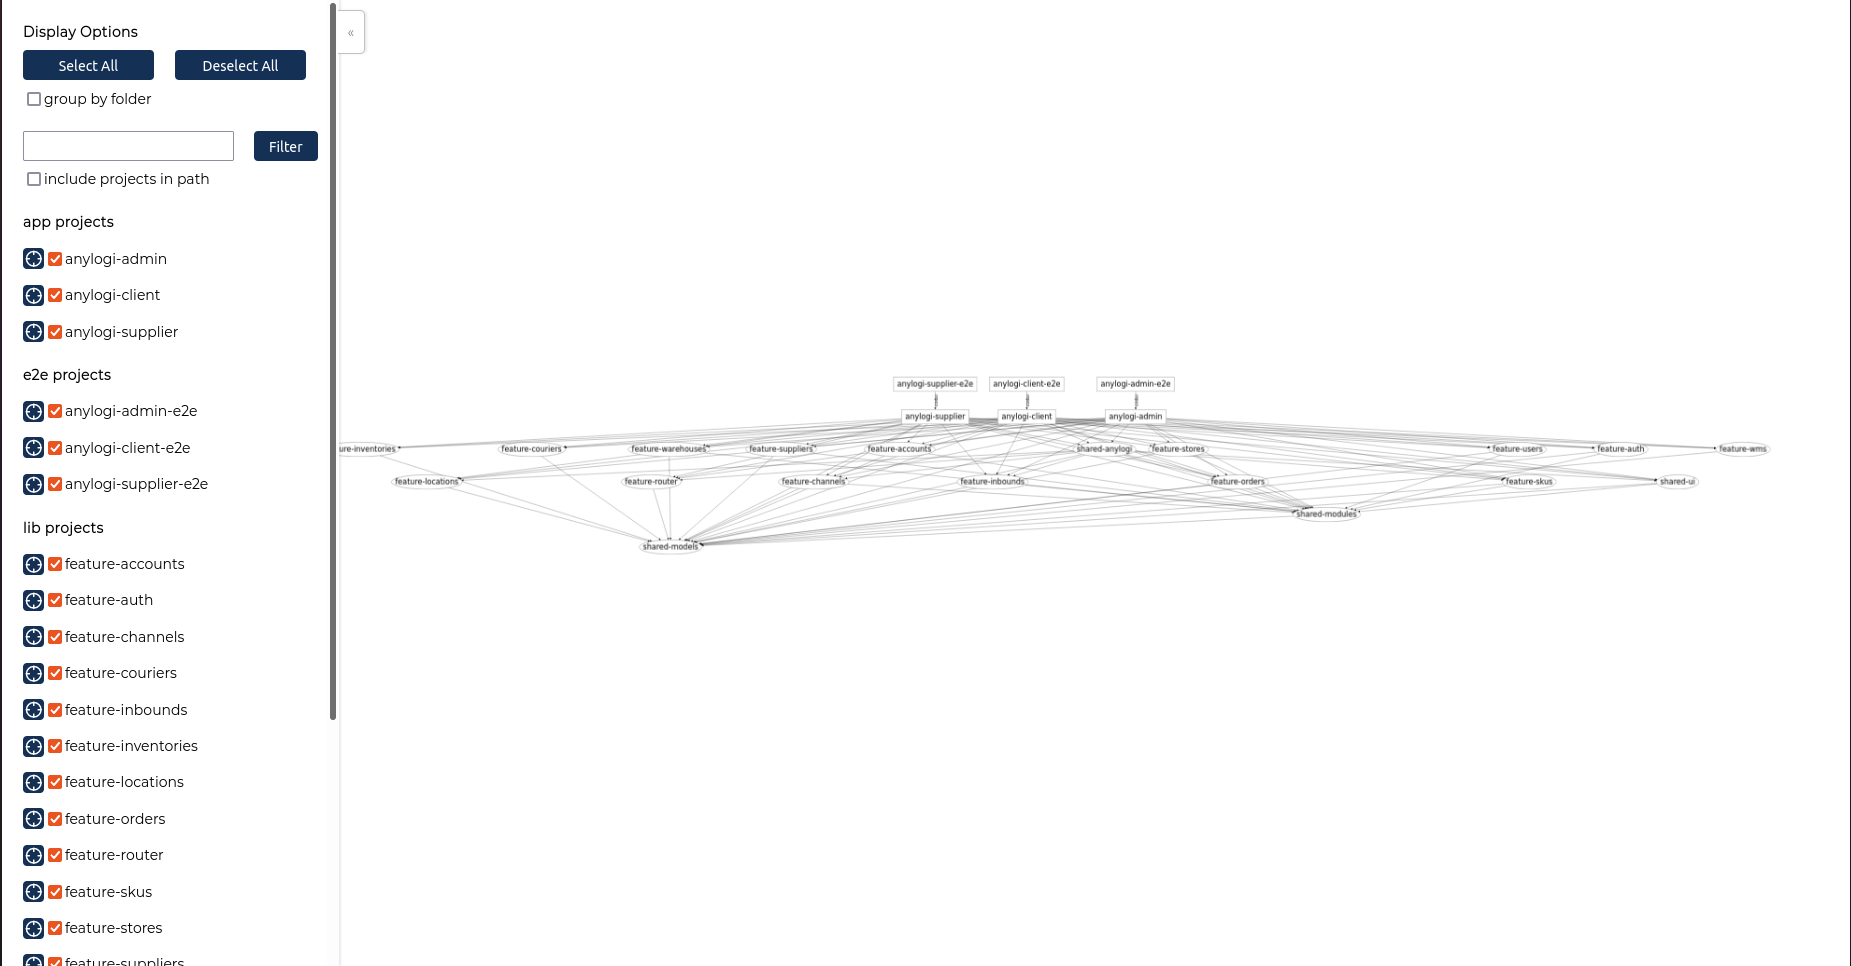 Display Options
Select All
Deselect All
group by folder
Filter
include projects in path
app projects
anylogi-admin
anylogi-client
anylogi-supplier
e2e projects
anylogi-admin-e2e
anylogi-client-e2e
anylogi-supplier-e2e
lib projects
feature-accounts
feature-auth
feature-channels
feature-couriers
feature-inbounds
feature-inventories
feature-locations
feature-orders
feature-router
feature-skus
feature-stores
feature-suppliers
«
anylogi-supplier-e2e
anylogi-client-e2e
anylogi-admin-e2e
anylogi-supplier
anylogi-client
anylogi-admin
ure-inventories
feature-couriers
feature-warehouses
feature-suppliers
feature-accounts
shared-anylogi
feature-stores
feature-users
feature-auth
feature-wms
feature-locations
feature-router
feature-channels
feature-inbounds
feature-orders
feature-skus
shared-ui
shared-modules
shared-models